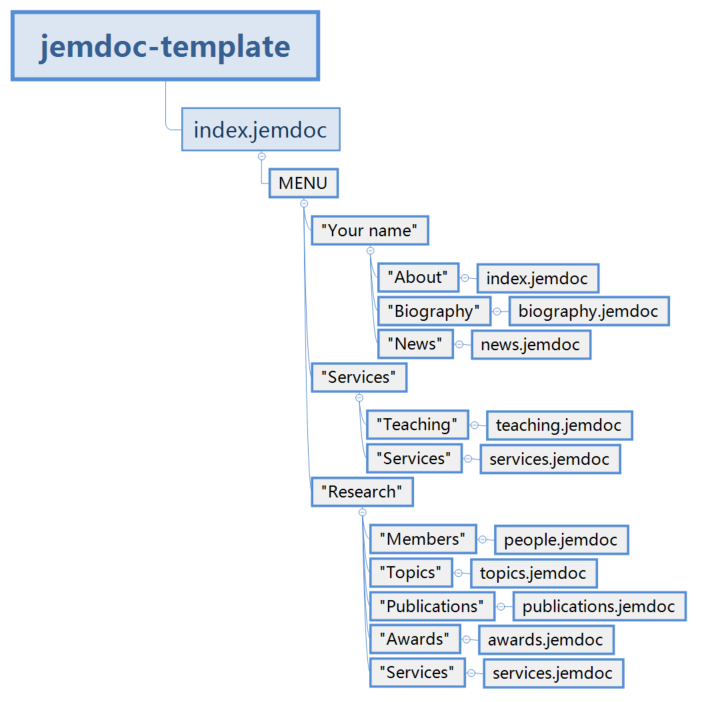 jemdoc-template
index.jemdoc
MENU
"Your name"
"About" index.jemdoc
"Biography" biography.jemdoc
"News" news.jemdoc
"Services"
"Teaching" teaching.jemdoc
"Services" services.jemdoc
"Research"
"Members" people.jemdoc
"Topics" topics.jemdoc
"Publications" publications.jemdoc
"Awards" awards.jemdoc
"Services" services.jemdoc